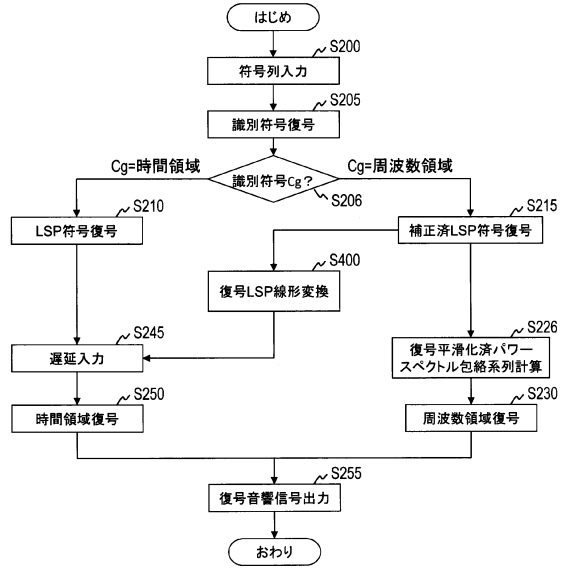 はじめ
S200
符号列入力
S205
識別符号復号
Cg=時間領域
Cg=周波数領域
識別符号Cg?
S206
S210
LSP符号復号
S215
補正済LSP符号復号
S400
復号LSP線形変換
S245
遅延入力
S226
復号平滑化済パワー
スペクトル包絡系列計算
S250
時間領域復号
S230
周波数領域復号
S255
復号音響信号出力
おわり